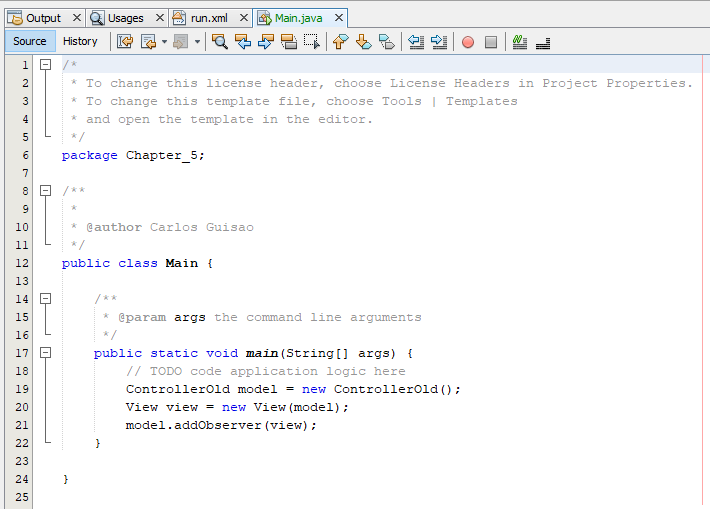 Output Usages run.xml Main.java
Source History
1 /*
2 * To change this license header, choose License Headers in Project Properties.
3 * To change this template file, choose Tools | Templates
4 * and open the template in the editor.
5 */
6 package Chapter_5;
7
8 /**
9 *
10 * @author Carlos Guisao
11 */
12 public class Main {
13
14 /**
15 * @param args the command line arguments
16 */
17 public static void main(String[] args) {
18 // TODO code application logic here
19 ControllerOld model = new ControllerOld();
20 View view = new View(model);
21 model.addObserver(view);
22 }
23
24 }
25